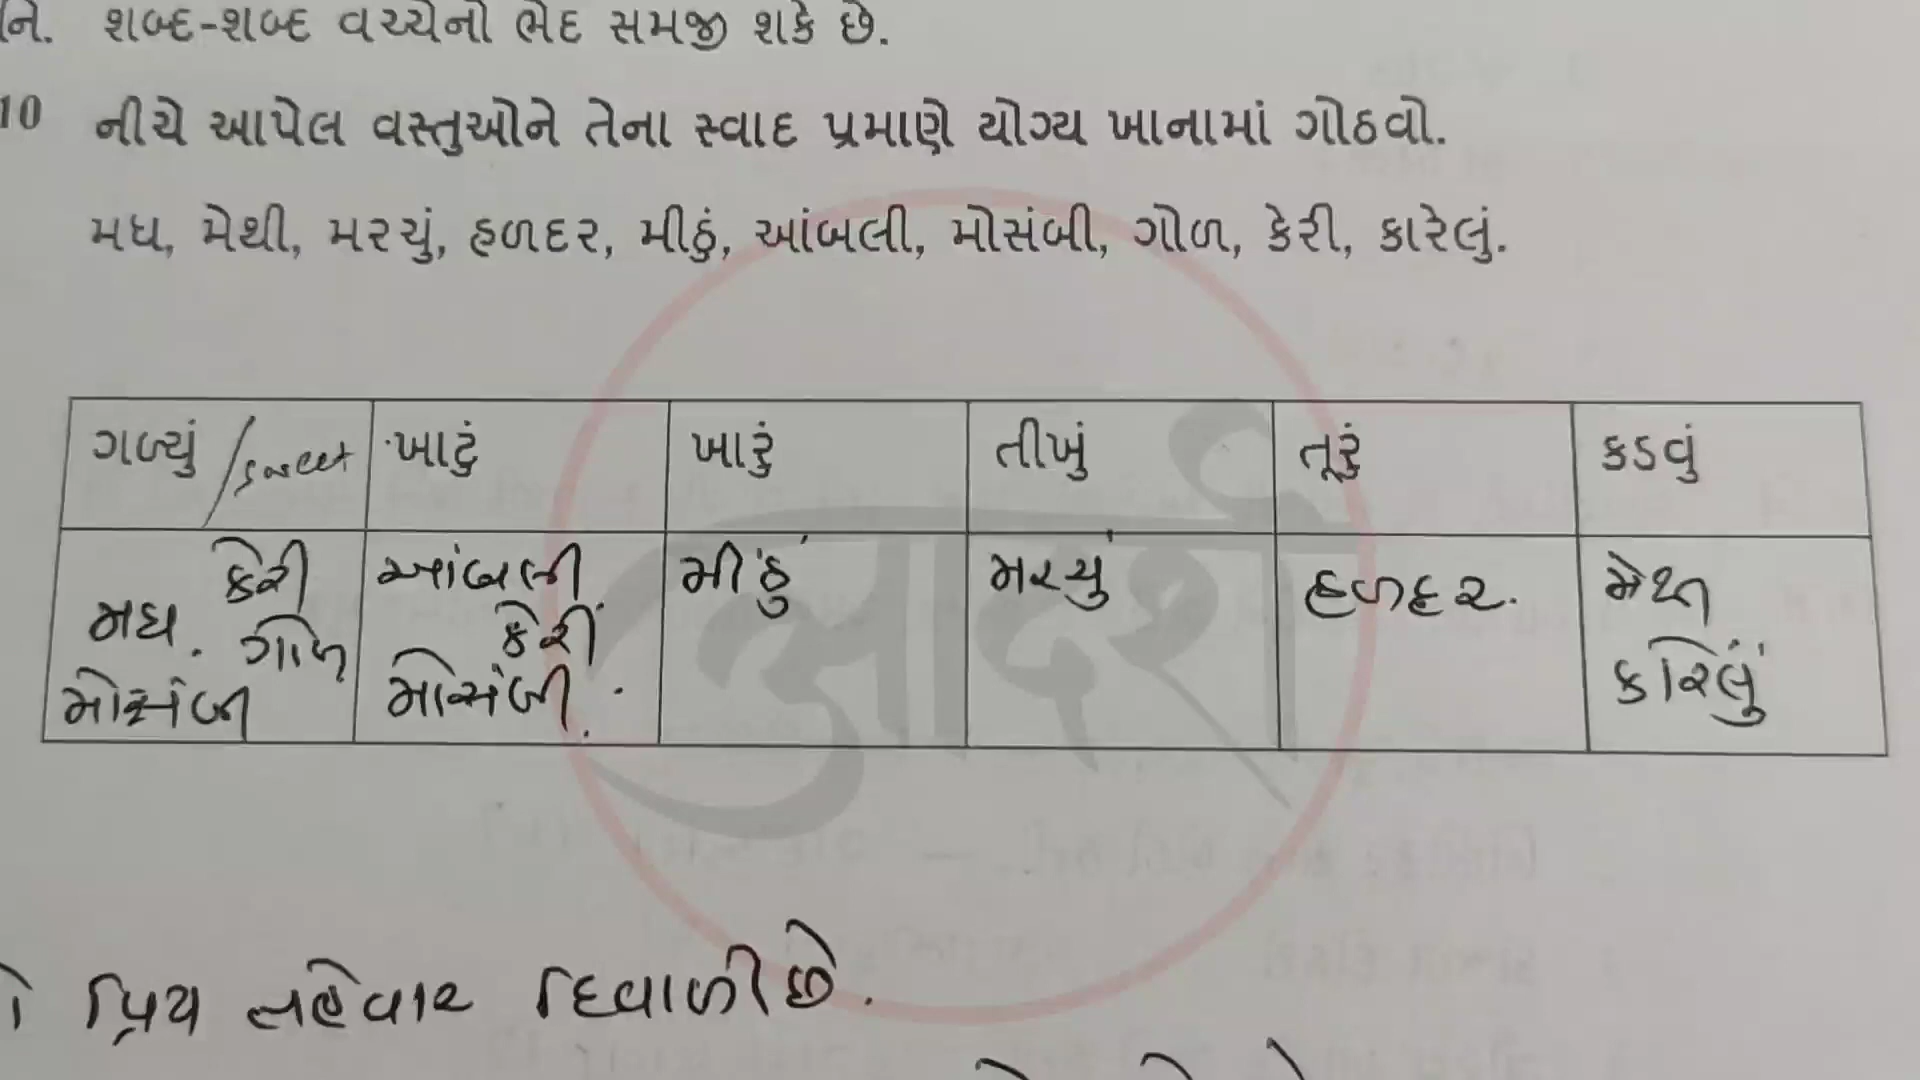 નિ. શબ્દ-શબ્દ વચ્ચેનો ભેદ સમજી શકે છે.
10 નીચે આપેલ વસ્તુઓને તેના સ્વાદ પ્રમાણે યોગ્ય ખાનામાં ગોઠવો.
મધ, મેથી, મરચું, હળદર, મીઠું, આંબલી, મોસંબી, ગોળ, કેરી, કારેલું.
ગળ્યું /sweet ખાટું ખારું તીખું તૂરું કડવું
કેરી આંબલી મીઠું મરચું હળદર. મેથી
મધ. ગોળ કેરી
મોસંબી મોસંબી. કારેલું
પ્રિય તહેવાર દિવાળી છે.
आदर्श